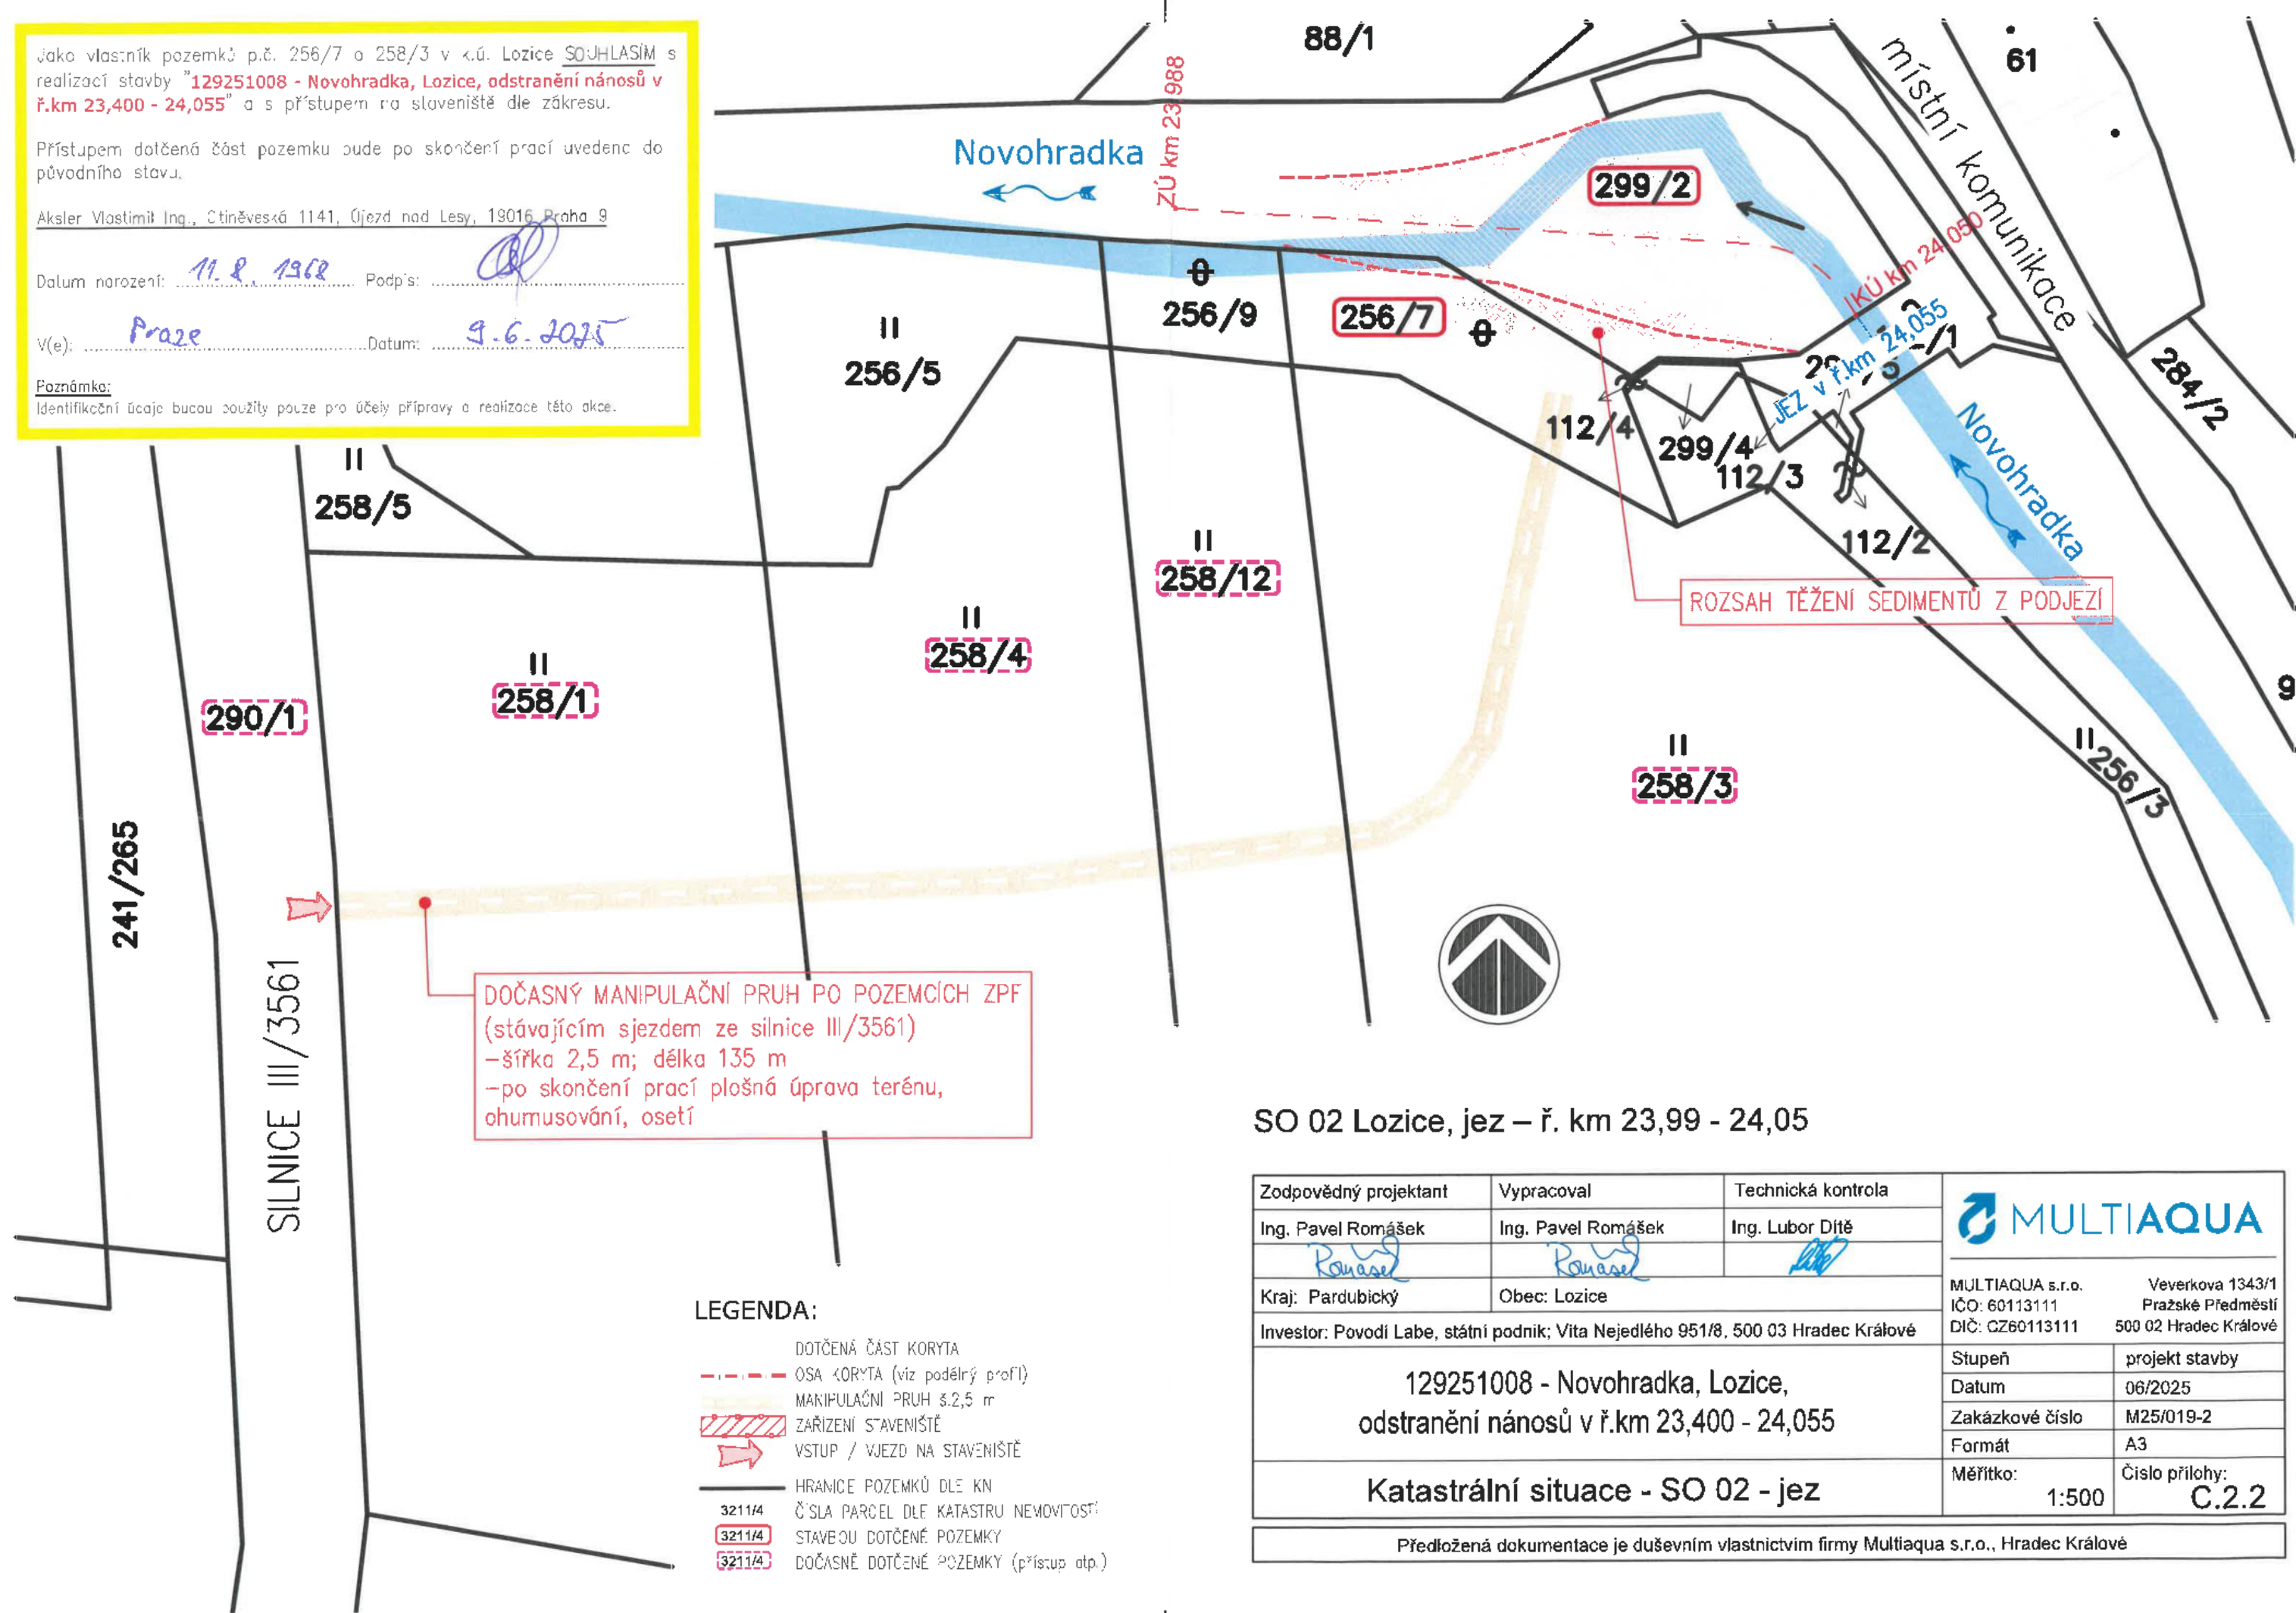 Jako vlastník pozemků p.č. 256/7 a 258/3 v k.ú. Lozice SOUHLASÍM s
realizací stavby "129251008 - Novohradka, Lozice, odstranění nánosů v
ř.km 23,400 - 24,055" a s přístupem na staveniště dle zákresu.
Přístupem dotčená část pozemku bude po skončení prací uvedena do
původního stavu.
Aksler Vlastimil Ing., Ctiněveská 1141, Újezd nad Lesy, 19016 Praha 9
Datum narození: 11. 8. 1968 Podpis:
V(e): Praze Datum: 9.6.2025
Poznámka:
Identifikační údaje budou použity pouze pro účely přípravy a realizace této akce.
88/1
61
místní komunikace
ZÚ km 23,988
Novohradka
299/2
KÚ km 24,050
JEZ v ř.km 24,055
256/9
256/7
II
256/5
284/2
112/4
299/4
112/3
Novohradka
II
258/5
112/2
II
258/12
ROZSAH TĚŽENÍ SEDIMENTŮ Z PODJEZÍ
II
258/4
II
258/1
290/1
9
II
258/3
II
256/3
241/265
SILNICE III/3561
DOČASNÝ MANIPULAČNÍ PRUH PO POZEMCÍCH ZPF
(stávajícím sjezdem ze silnice III/3561)
-šířka 2,5 m; délka 135 m
-po skončení prací plošná úprava terénu,
ohumusování, osetí
LEGENDA:
DOTČENÁ ČÁST KORYTA
OSA KORYTA (viz podélný profil)
MANIPULAČNÍ PRUH š.2,5 m
ZAŘÍZENÍ STAVENIŠTĚ
VSTUP / VJEZD NA STAVENIŠTĚ
HRANICE POZEMKŮ DLE KN
3211/4 ČÍSLA PARCEL DLE KATASTRU NEMOVITOSTÍ
3211/4 STAVBOU DOTČENÉ POZEMKY
3211/4 DOČASNĚ DOTČENÉ POZEMKY (přístup atp.)
SO 02 Lozice, jez – ř. km 23,99 - 24,05
Zodpovědný projektant Vypracoval Technická kontrola
Ing. Pavel Romášek Ing. Pavel Romášek Ing. Lubor Dítě
Kraj: Pardubický Obec: Lozice
Investor: Povodí Labe, státní podnik; Víta Nejedlého 951/8, 500 03 Hradec Králové
MULTIAQUA
MULTIAQUA s.r.o. Veverkova 1343/1
IČO: 60113111 Pražské Předměstí
DIČ: CZ60113111 500 02 Hradec Králové
129251008 - Novohradka, Lozice,
odstranění nánosů v ř.km 23,400 - 24,055
Katastrální situace - SO 02 - jez
Stupeň projekt stavby
Datum 06/2025
Zakázkové číslo M25/019-2
Formát A3
Měřítko: 1:500
Číslo přílohy: C.2.2
Předložená dokumentace je duševním vlastnictvím firmy Multiaqua s.r.o., Hradec Králové